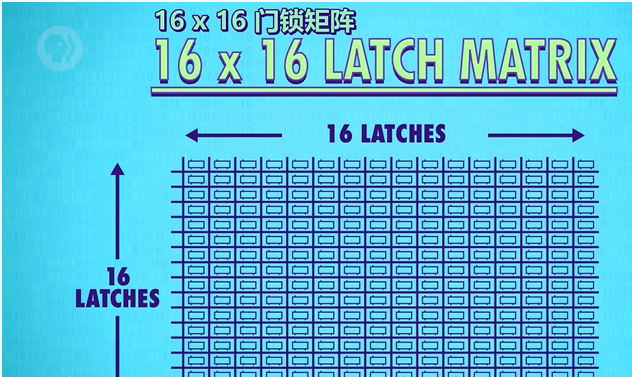 16 x 16 门锁矩阵
16 x 16 LATCH MATRIX
16 LATCHES
16
LATCHES